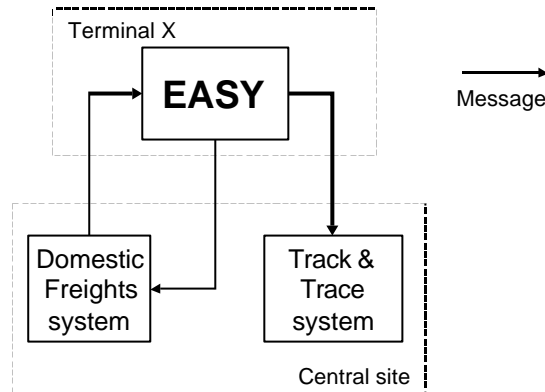 Terminal X
EASY
Message
Domestic
Freights
system
Track &
Trace
system
Central site